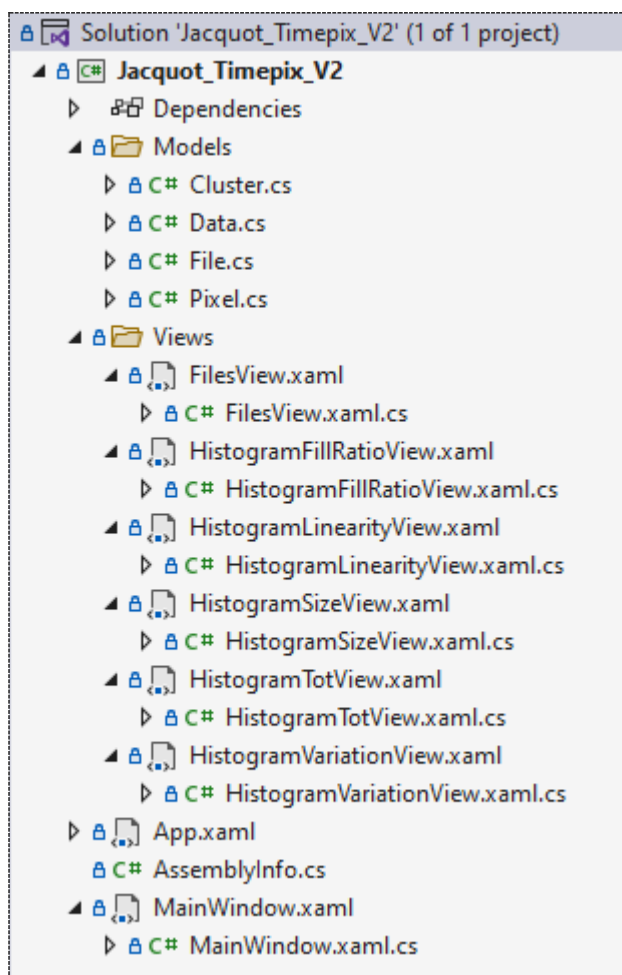 Solution 'Jacquot_Timepix_V2' (1 of 1 project)
C# Jacquot_Timepix_V2
Dependencies
Models
C# Cluster.cs
C# Data.cs
C# File.cs
C# Pixel.cs
Views
FilesView.xaml
C# FilesView.xaml.cs
HistogramFillRatioView.xaml
C# HistogramFillRatioView.xaml.cs
HistogramLinearityView.xaml
C# HistogramLinearityView.xaml.cs
HistogramSizeView.xaml
C# HistogramSizeView.xaml.cs
HistogramTotView.xaml
C# HistogramTotView.xaml.cs
HistogramVariationView.xaml
C# HistogramVariationView.xaml.cs
App.xaml
C# AssemblyInfo.cs
MainWindow.xaml
C# MainWindow.xaml.cs